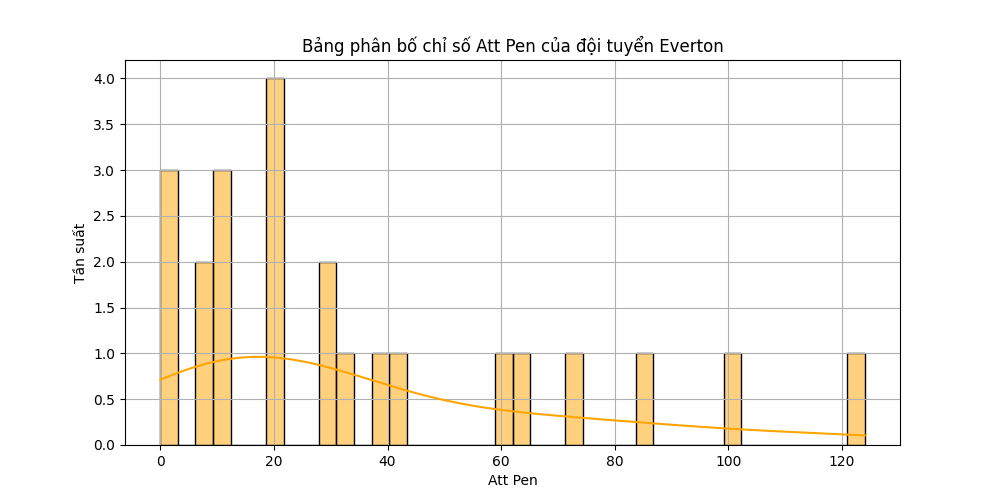 Bảng phân bố chỉ số Att Pen của đội tuyển Everton
4.0
3.5
3.0
2.5
2.0
1.5
1.0
0.5
0.0
Tần suất
0 20 40 60 80 100 120
Att Pen